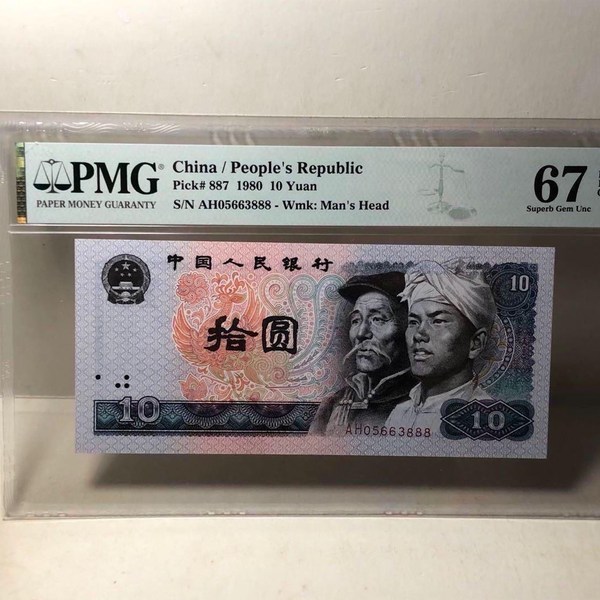 PMG®
PAPER MONEY GUARANTY
China / People's Republic
Pick# 887 1980 10 Yuan
S/N AH05663888 - Wmk: Man's Head
67
Superb Gem Unc
中国人民银行
10
拾圆
10
AH05663888
10